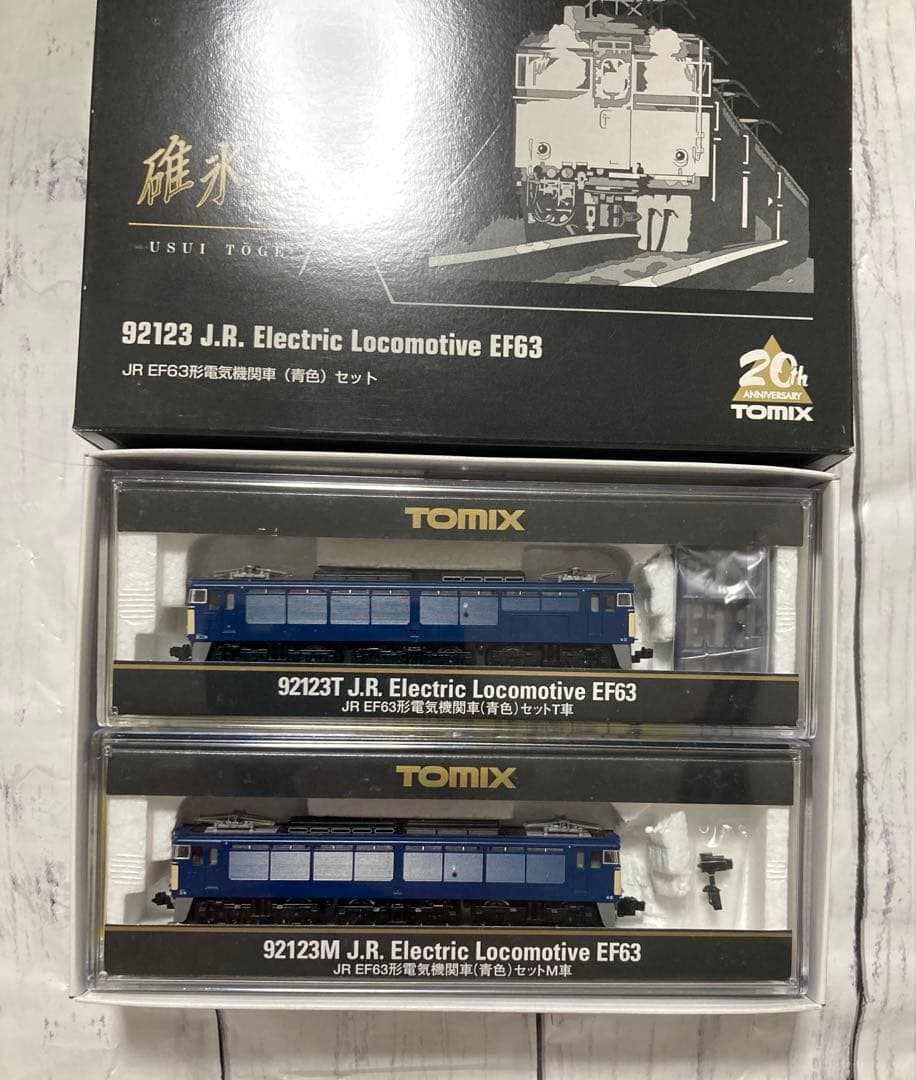 碓氷
USUI TŌGE
92123 J.R. Electric Locomotive EF63
JR EF63形電気機関車（青色）セット
20th
ANNIVERSARY
TOMIX
TOMIX
92123T J.R. Electric Locomotive EF63
JR EF63形電気機関車（青色）セットT車
TOMIX
92123M J.R. Electric Locomotive EF63
JR EF63形電気機関車（青色）セットM車